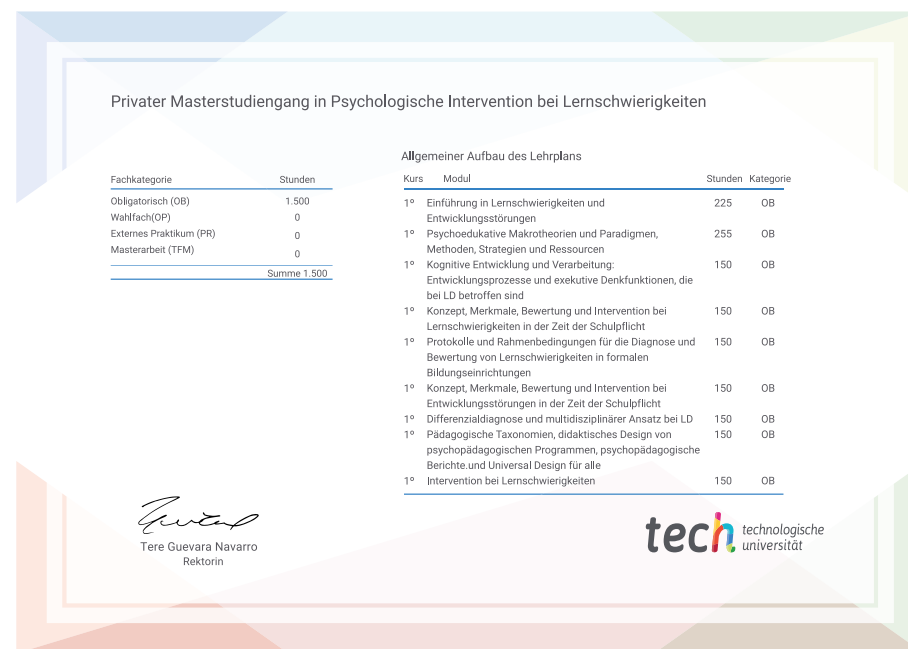 Privater Masterstudiengang in Psychologische Intervention bei Lernschwierigkeiten
Fachkategorie Stunden
Obligatorisch (OB) 1.500
Wahlfach(OP) 0
Externes Praktikum (PR) 0
Masterarbeit (TFM) 0
Summe 1.500
Allgemeiner Aufbau des Lehrplans
Kurs Modul Stunden Kategorie
1º Einführung in Lernschwierigkeiten und 225 OB
Entwicklungsstörungen
1º Psychoedukative Makrotheorien und Paradigmen, 255 OB
Methoden, Strategien und Ressourcen
1º Kognitive Entwicklung und Verarbeitung: 150 OB
Entwicklungsprozesse und exekutive Denkfunktionen, die
bei LD betroffen sind
1º Konzept, Merkmale, Bewertung und Intervention bei 150 OB
Lernschwierigkeiten in der Zeit der Schulpflicht
1º Protokolle und Rahmenbedingungen für die Diagnose und 150 OB
Bewertung von Lernschwierigkeiten in formalen
Bildungseinrichtungen
1º Konzept, Merkmale, Bewertung und Intervention bei 150 OB
Entwicklungsstörungen in der Zeit der Schulpflicht
1º Differenzialdiagnose und multidisziplinärer Ansatz bei LD 150 OB
1º Pädagogische Taxonomien, didaktisches Design von 150 OB
psychopädagogischen Programmen, psychopädagogische
Berichte.und Universal Design für alle
1º Intervention bei Lernschwierigkeiten 150 OB
Tere Guevara Navarro
Rektorin
tech technologische
universität